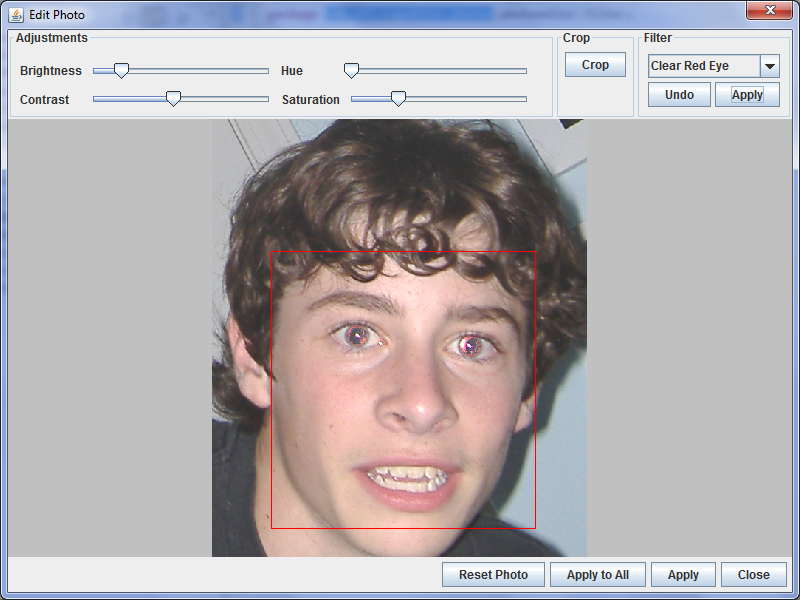 Edit Photo
Adjustments
Crop
Filter
Brightness
Hue
Crop
Clear Red Eye
Contrast
Saturation
Undo
Apply
Reset Photo
Apply to All
Apply
Close